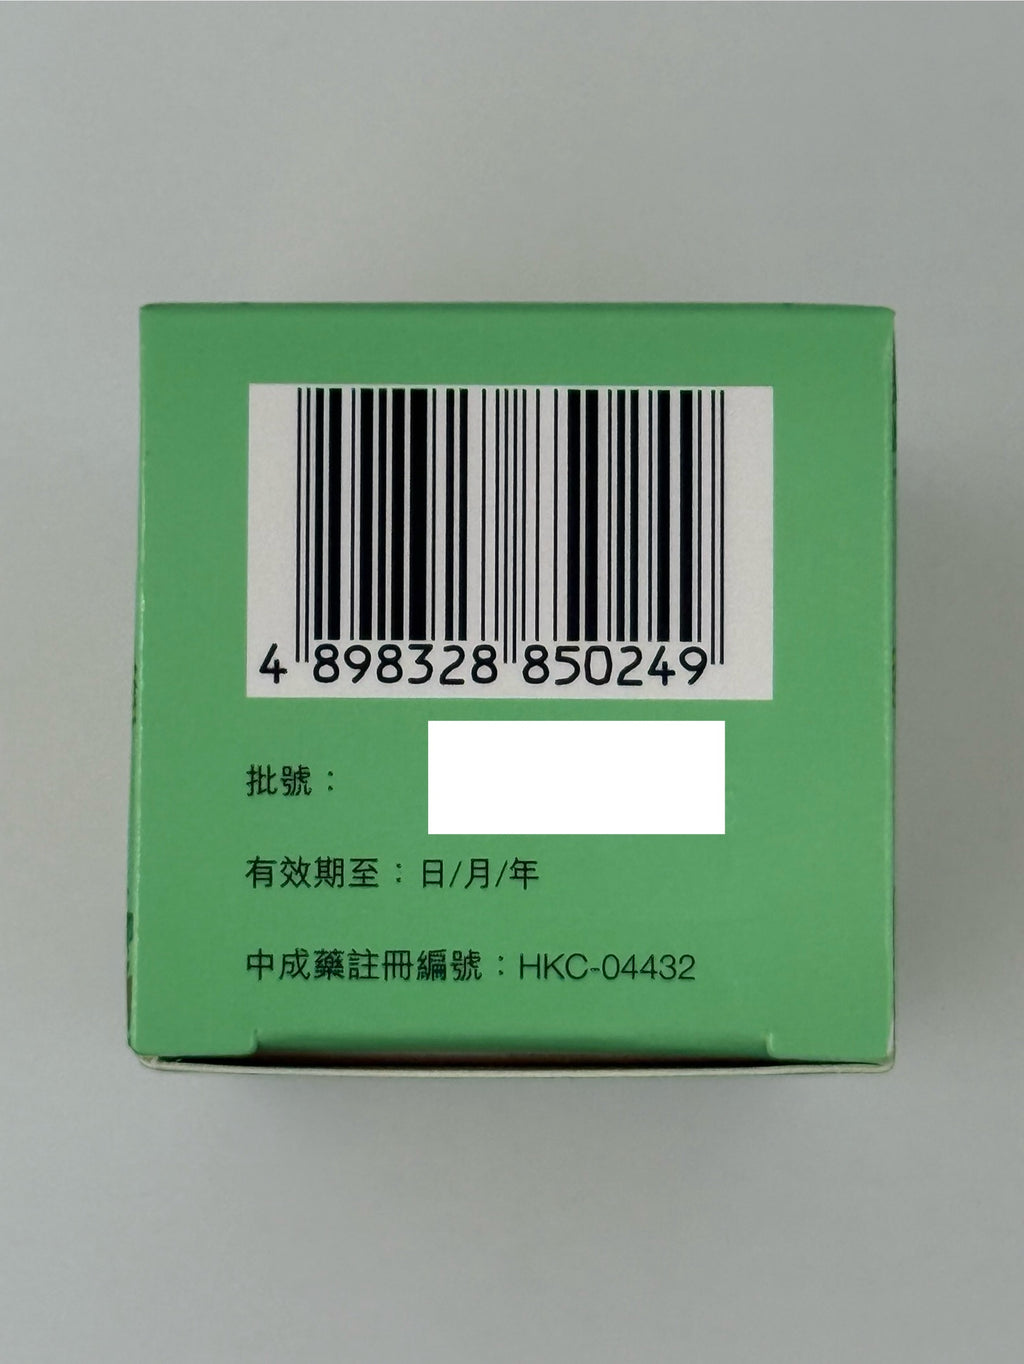 4 898328 850249
批號：
有效期至：日/月/年
中成藥註冊編號：HKC-04432